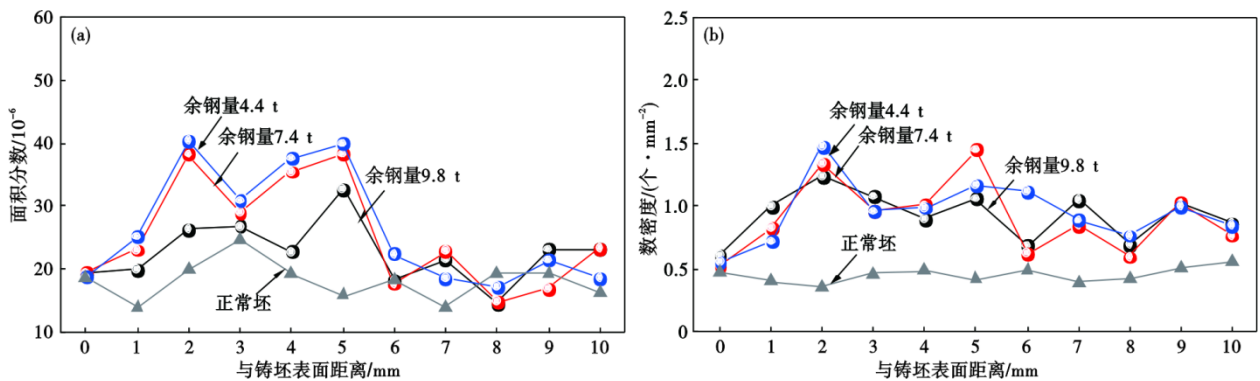 (a)
60
50
40
30
20
10
面积分数/10⁻⁶
余钢量4.4 t
余钢量7.4 t
余钢量9.8 t
正常坯
0 1 2 3 4 5 6 7 8 9 10
与铸坯表面距离/mm
(b)
2.5
2.0
1.5
1.0
0.5
0
数密度/(个·mm⁻²)
余钢量4.4 t
余钢量7.4 t
余钢量9.8 t
正常坯
0 1 2 3 4 5 6 7 8 9 10
与铸坯表面距离/mm